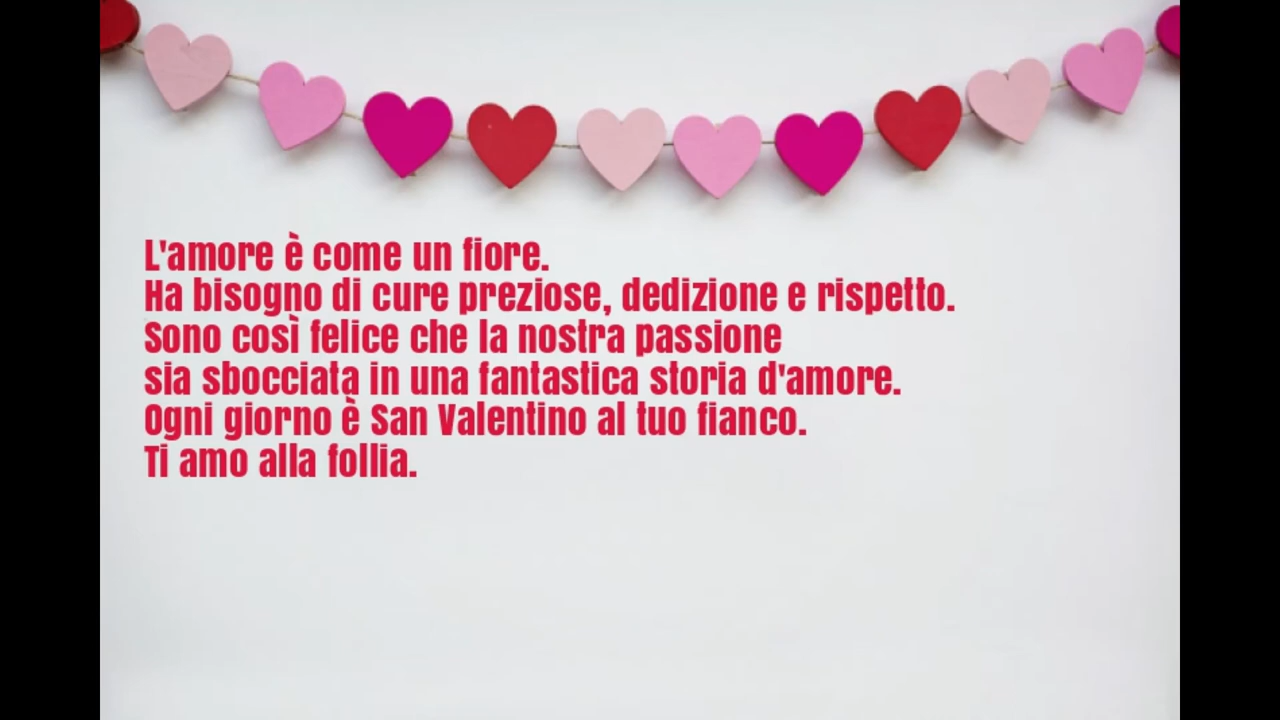 L'amore è come un fiore.
Ha bisogno di cure preziose, dedizione e rispetto.
Sono così felice che la nostra passione
sia sbocciata in una fantastica storia d'amore.
Ogni giorno è San Valentino al tuo fianco.
Ti amo alla follia.